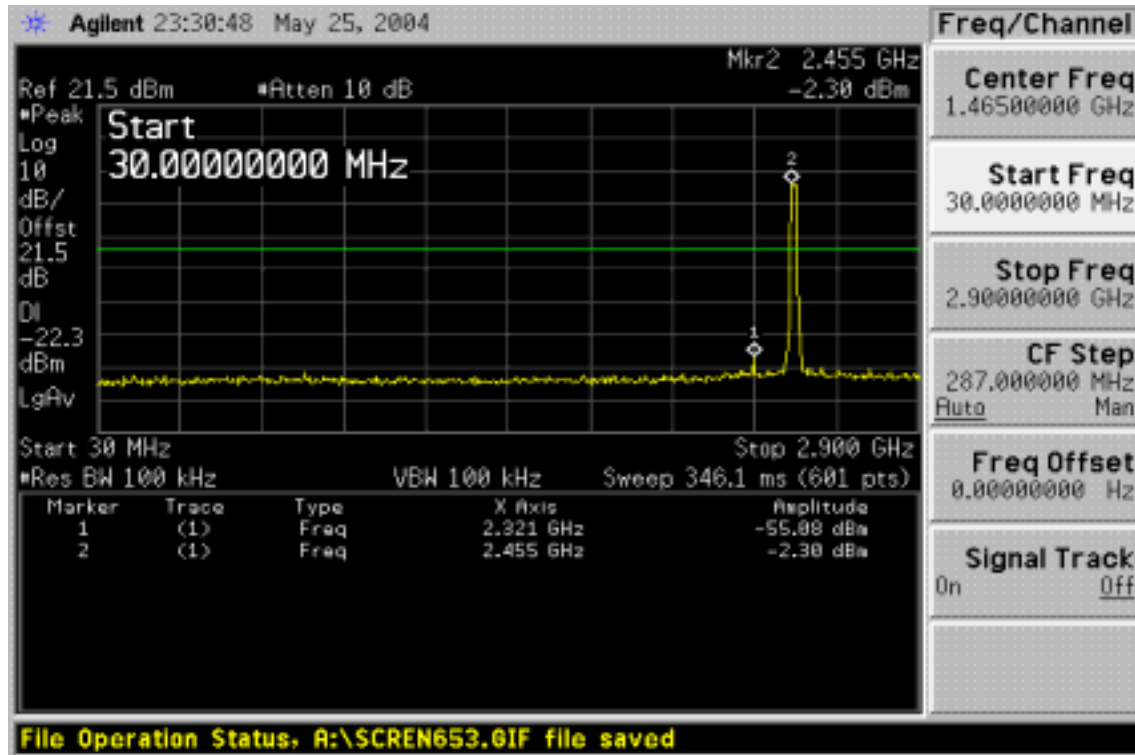 Agilent 23:30:48 May 25, 2004
Freq/Channel
Mkr2 2.455 GHz
Ref 21.5 dBm #Atten 10 dB -2.30 dBm
#Peak
Log
10
dB/
Offst
21.5
dB
DI
-22.3
dBm
LgAv
Start
30.00000000 MHz
2
1
Start 30 MHz Stop 2.900 GHz
#Res BW 100 kHz VBW 100 kHz Sweep 346.1 ms (601 pts)
Marker Trace Type X Axis Amplitude
1 (1) Freq 2.321 GHz -55.08 dBm
2 (1) Freq 2.455 GHz -2.30 dBm
Center Freq
1.46500000 GHz
Start Freq
30.0000000 MHz
Stop Freq
2.90000000 GHz
CF Step
287.000000 MHz
Auto Man
Freq Offset
0.00000000 Hz
Signal Track
On Off
File Operation Status, A:\SCREN653.GIF file saved